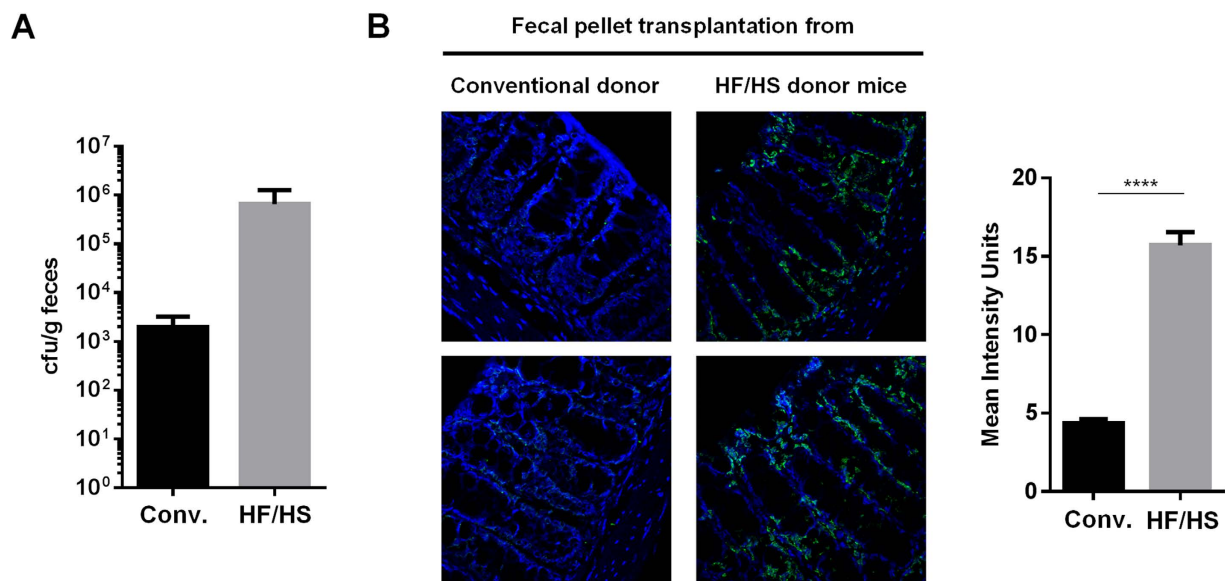 A
cfu/g feces
10⁷
10⁶
10⁵
10⁴
10³
10²
10¹
10⁰
Conv. HF/HS
B
Fecal pellet transplantation from
Conventional donor HF/HS donor mice
Mean Intensity Units
20
15
10
5
0
****
Conv. HF/HS